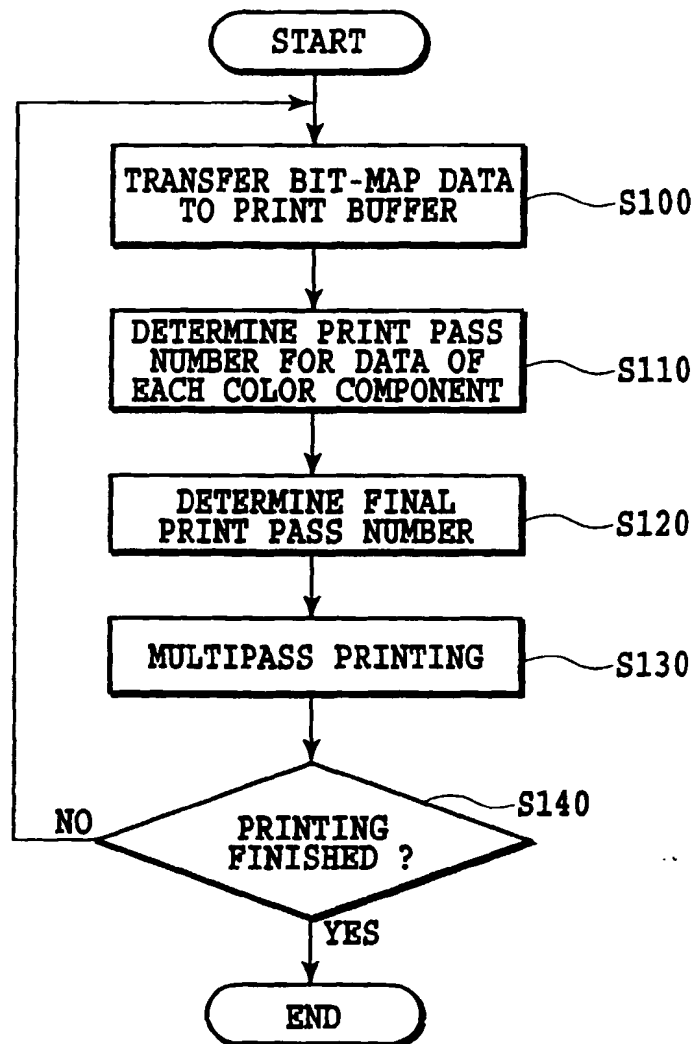 START
TRANSFER BIT-MAP DATA
TO PRINT BUFFER
S100
DETERMINE PRINT PASS
NUMBER FOR DATA OF
EACH COLOR COMPONENT
S110
DETERMINE FINAL
PRINT PASS NUMBER
S120
MULTIPASS PRINTING
S130
S140
NO
PRINTING
FINISHED ?
YES
END